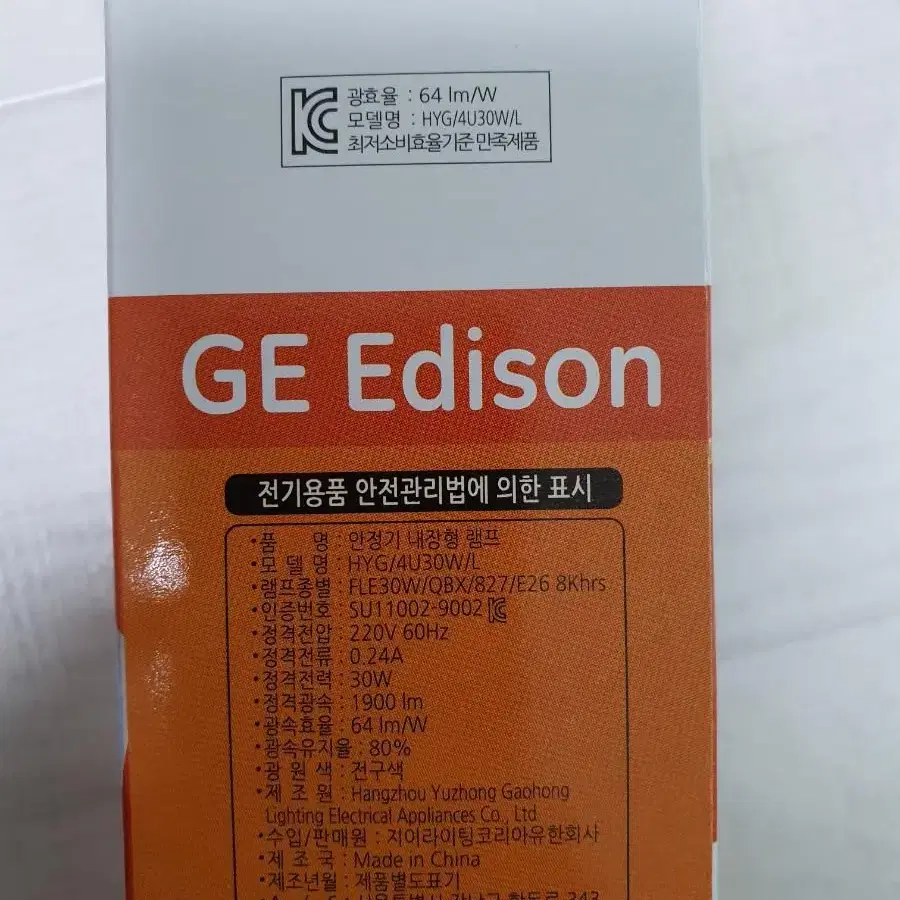 KC 광효율 : 64 lm/W
모델명 : HYG/4U30W/L
최저소비효율기준만족제품
GE Edison
전기용품 안전관리법에 의한 표시
•품 명 : 안정기 내장형 램프
•모 델 명 : HYG/4U30W/L
•램프종별 : FLE30W/QBX/827/E26 8Khrs
•인증번호 : SU11002-9002 KC
•정격전압 : 220V 60Hz
•정격전류 : 0.24A
•정격전력 : 30W
•정격광속 : 1900 lm
•광속효율 : 64 lm/W
•광속유지율 : 80%
•광 원 색 : 전구색
•제 조 원 : Hangzhou Yuzhong Gaohong
Lighting Electrical Appliances Co., Ltd
•수입/판매원 : 지이라이팅코리아유한회사
•제 조 국 : Made in China
•제조년월 : 제품별도표기